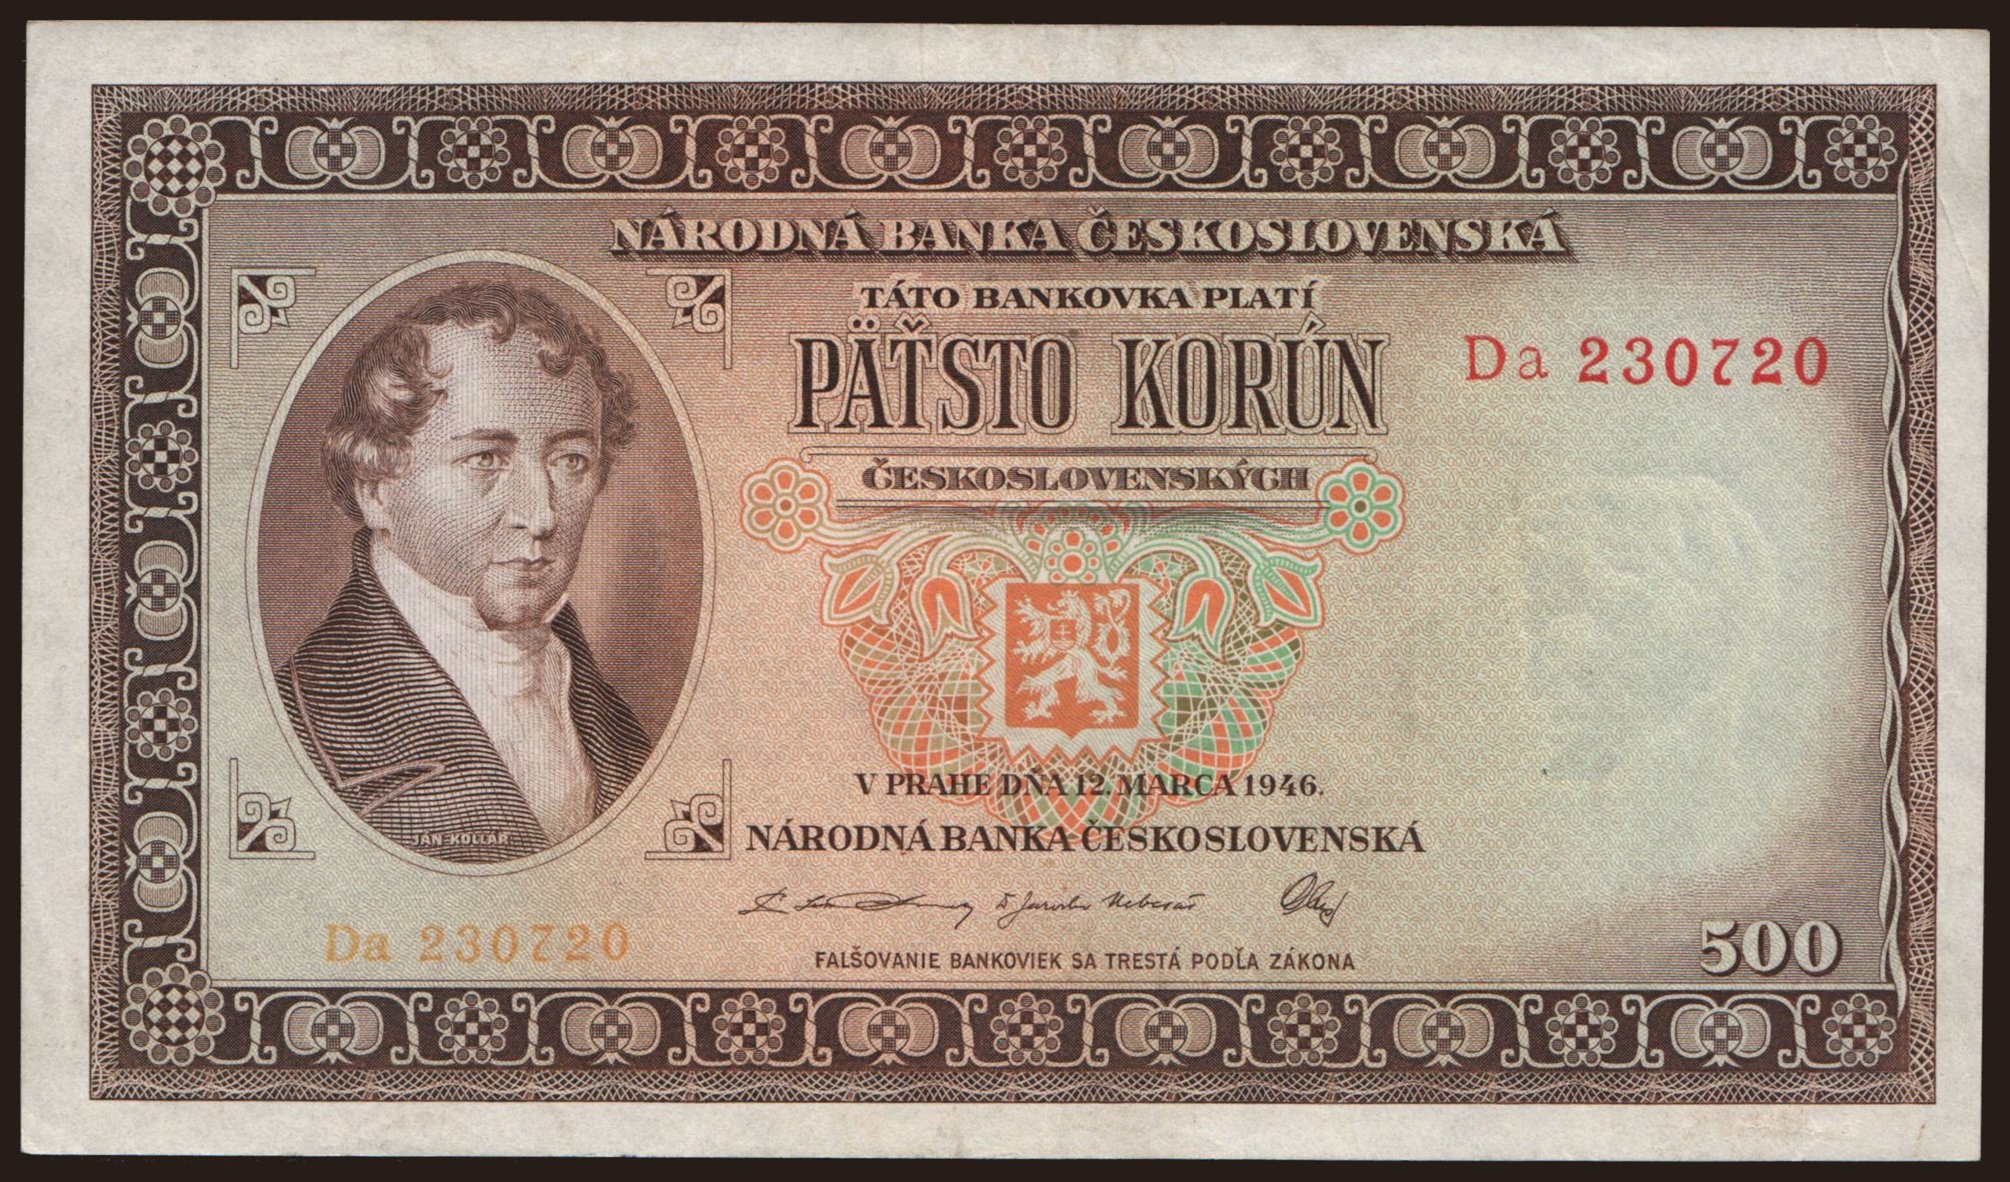 NÁRODNÁ BANKA ČESKOSLOVENSKÁ
TÁTO BANKOVKA PLATÍ
PÄŤSTO KORÚN
Da 230720
ČESKOSLOVENSKÝCH
V PRAHE DŇA 12. MARCA 1946.
NÁRODNÁ BANKA ČESKOSLOVENSKÁ
JÁN KOLLÁR
Da 230720
FALŠOVANIE BANKOVIEK SA TRESTÁ PODĽA ZÁKONA
500